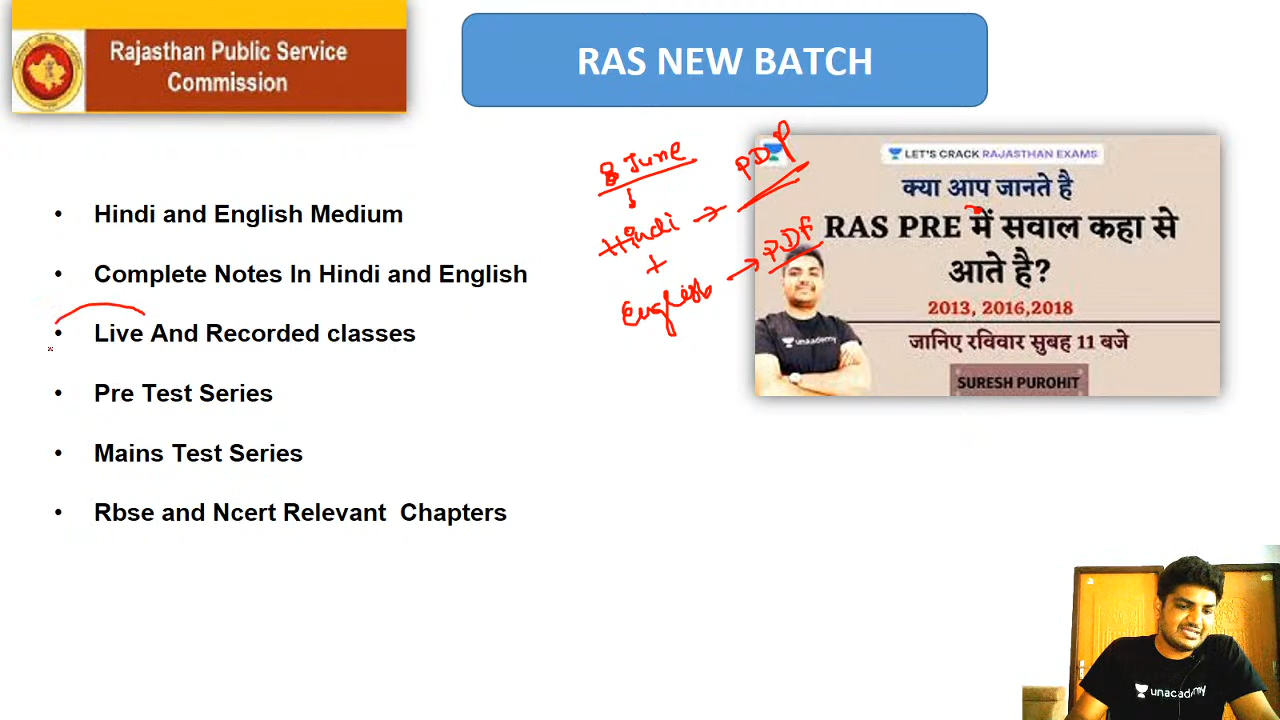 Rajasthan Public Service
Commission
RAS NEW BATCH
• Hindi and English Medium
• Complete Notes In Hindi and English
• Live And Recorded classes
• Pre Test Series
• Mains Test Series
• Rbse and Ncert Relevant Chapters
8 June
Hindi → PDF
+
English → PDF
LET'S CRACK RAJASTHAN EXAMS
क्या आप जानते है
RAS PRE में सवाल कहा से
आते है?
2013, 2016,2018
जानिए रविवार सुबह 11 बजे
SURESH PUROHIT
unacademy
unacademy